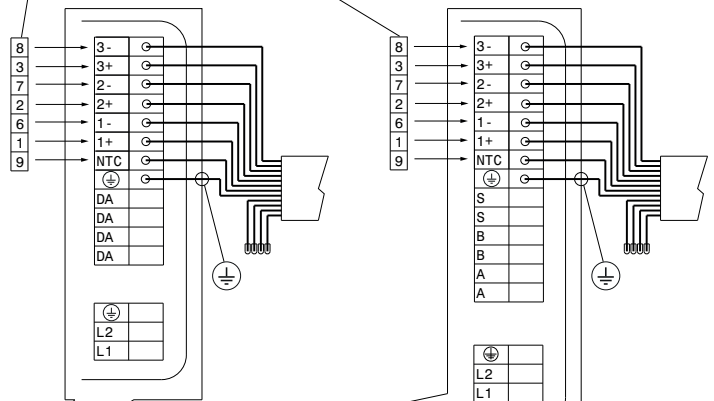 8 3-
3 3+
7 2-
2 2+
6 1-
1 1+
9 NTC
DA
DA
DA
DA
L2
L1
8 3-
3 3+
7 2-
2 2+
6 1-
1 1+
9 NTC
S
S
B
B
A
A
L2
L1